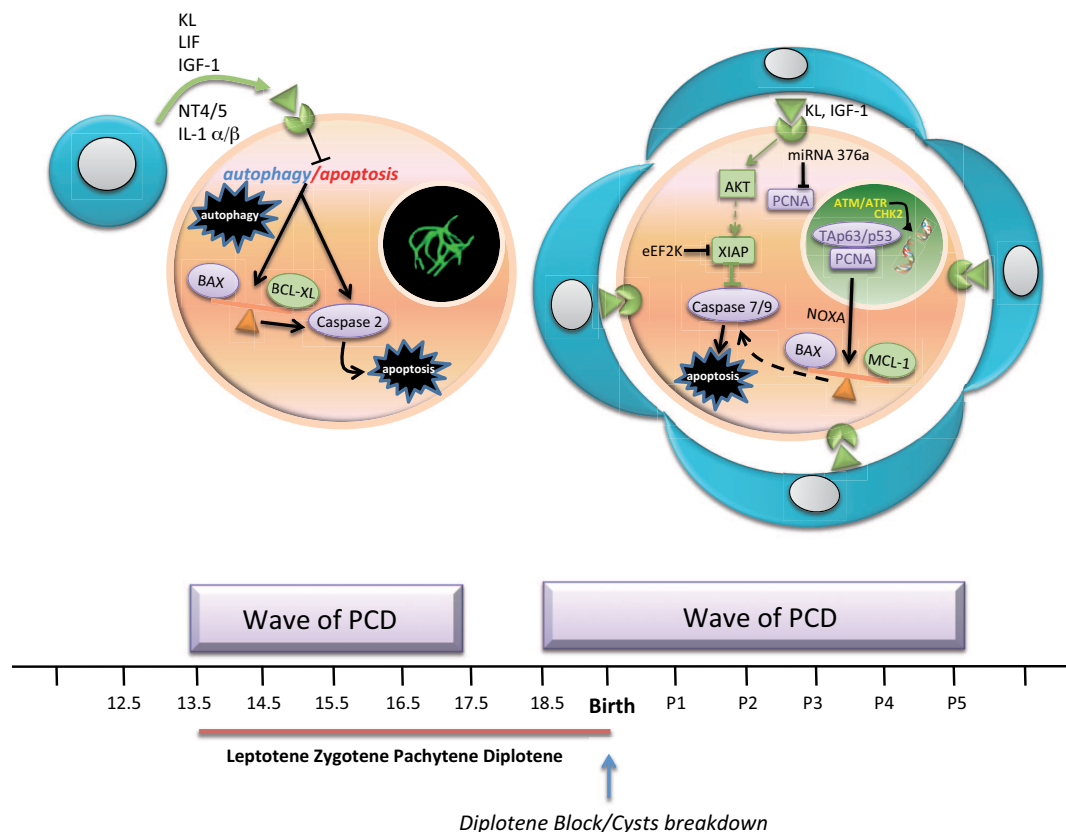 KL
LIF
IGF-1
NT4/5
IL-1 α/β
autophagy/apoptosis
autophagy
BAX
BCL-XL
Caspase 2
apoptosis
KL, IGF-1
miRNA 376a
AKT
PCNA
ATM/ATR
CHK2
TAp63/p53
PCNA
eEF2K
XIAP
Caspase 7/9
NOXA
BAX
MCL-1
apoptosis
Wave of PCD
Wave of PCD
12.5 13.5 14.5 15.5 16.5 17.5 18.5 Birth P1 P2 P3 P4 P5
Leptotene Zygotene Pachytene Diplotene
Diplotene Block/Cysts breakdown